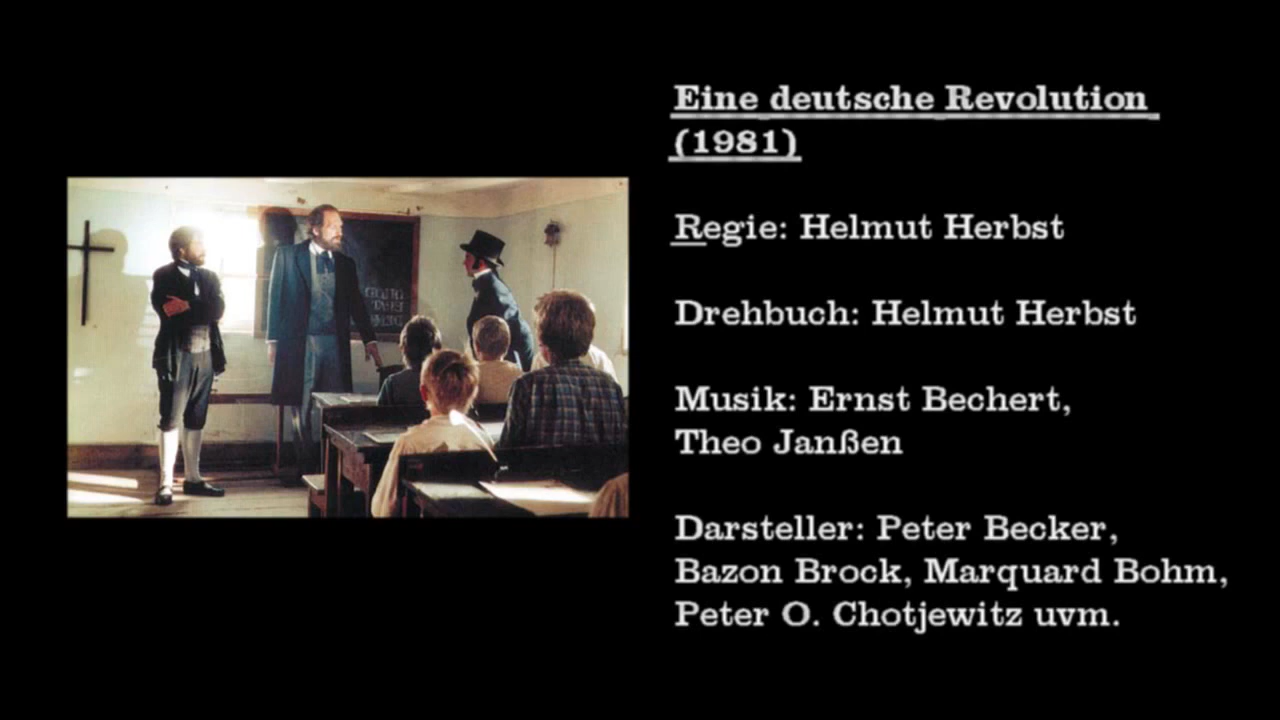 Eine deutsche Revolution
(1981)
Regie: Helmut Herbst
Drehbuch: Helmut Herbst
Musik: Ernst Bechert,
Theo Janßen
Darsteller: Peter Becker,
Bazon Brock, Marquard Bohm,
Peter O. Chotjewitz uvm.